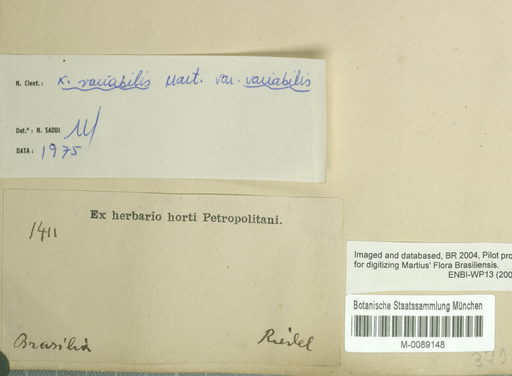 N. Cient.: K. variabilis Mart. var. variabilis
Det.º: N. SADDI
DATA: 1975
Ex herbario horti Petropolitani.
1411
Brasilia Riedel
Imaged and databased, BR 2004, Pilot pro
for digitizing Martius' Flora Brasiliensis.
ENBI-WP13 (200
Botanische Staatssammlung München
M-0089148